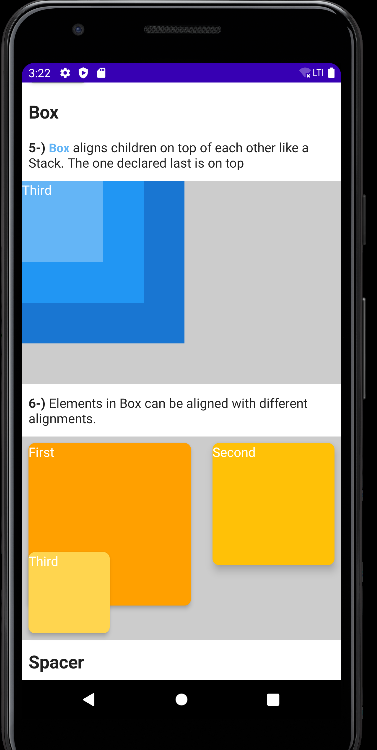 3:22 LTE
Box
5-) Box aligns children on top of each other like a
Stack. The one declared last is on top
Third
6-) Elements in Box can be aligned with different
alignments.
First
Second
Third
Spacer